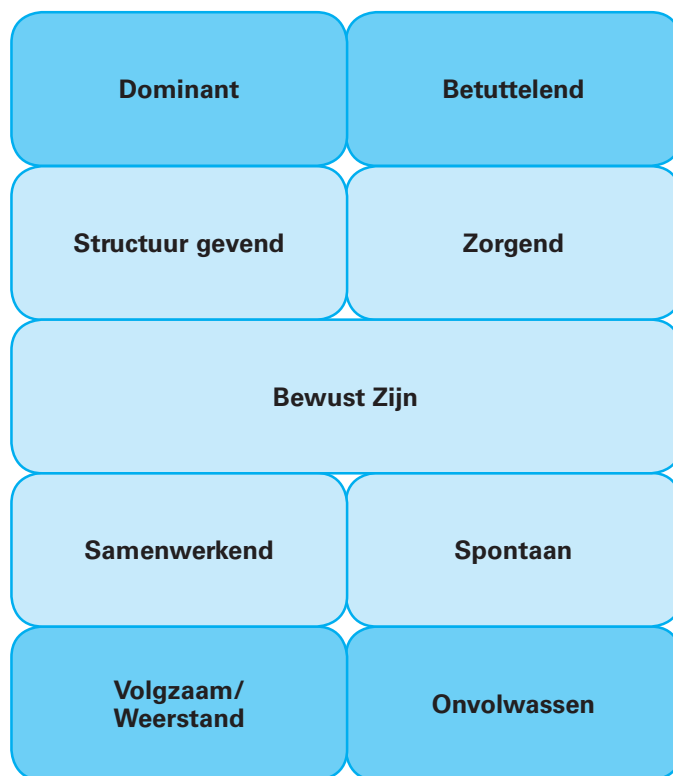 Dominant
Betuttelend
Structuur gevend
Zorgend
Bewust Zijn
Samenwerkend
Spontaan
Volgzaam/
Weerstand
Onvolwassen